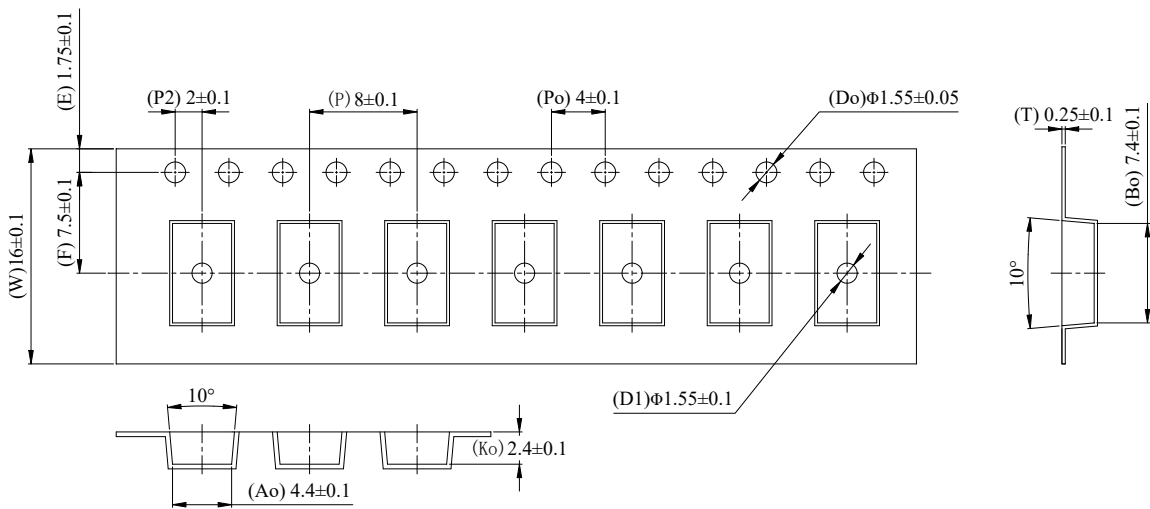 (E) 1.75±0.1
(P2) 2±0.1
(P) 8±0.1
(Po) 4±0.1
(Do)Φ1.55±0.05
(T) 0.25±0.1
(Bo) 7.4±0.1
(F) 7.5±0.1
(W)16±0.1
10°
(D1)Φ1.55±0.1
10°
(Ko) 2.4±0.1
(Ao) 4.4±0.1